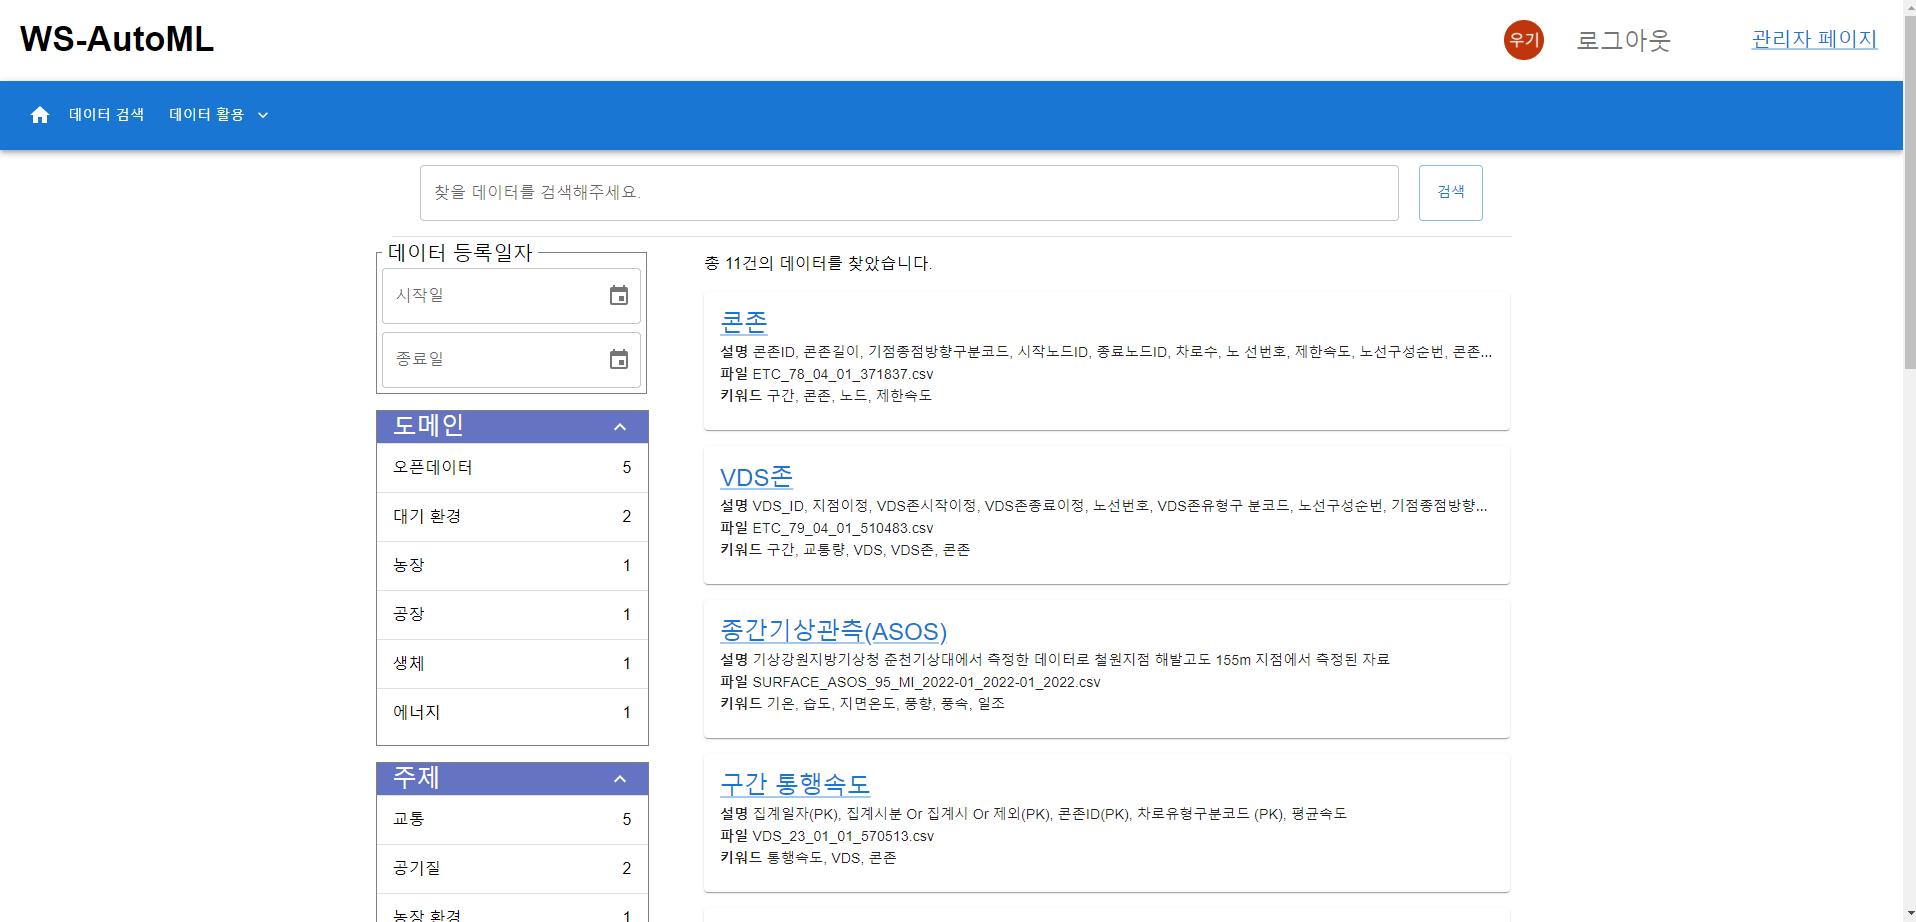 WS-AutoML
우기
로그아웃
관리자 페이지
데이터 검색
데이터 활용
찾을 데이터를 검색해주세요.
검색
데이터 등록일자
시작일
종료일
도메인
오픈데이터 5
대기 환경 2
농장 1
공장 1
생체 1
에너지 1
주제
교통 5
공기질 2
농장 환경 1
총 11건의 데이터를 찾았습니다.
콘존
설명 콘존ID, 콘존길이, 기점종점방향구분코드, 시작노드ID, 종료노드ID, 차로수, 노 선번호, 제한속도, 노선구성순번, 콘존...
파일 ETC_78_04_01_371837.csv
키워드 구간, 콘존, 노드, 제한속도
VDS존
설명 VDS_ID, 지점이정, VDS존시작이정, VDS존종료이정, 노선번호, VDS존유형구 분코드, 노선구성순번, 기점종점방향...
파일 ETC_79_04_01_510483.csv
키워드 구간, 교통량, VDS, VDS존, 콘존
종간기상관측(ASOS)
설명 기상강원지방기상청 춘천기상대에서 측정한 데이터로 철원지점 해발고도 155m 지점에서 측정된 자료
파일 SURFACE_ASOS_95_MI_2022-01_2022-01_2022.csv
키워드 기온, 습도, 지면온도, 풍향, 풍속, 일조
구간 통행속도
설명 집계일자(PK), 집계시분 Or 집계시 Or 제외(PK), 콘존ID(PK), 차로유형구분코드 (PK), 평균속도
파일 VDS_23_01_01_570513.csv
키워드 통행속도, VDS, 콘존